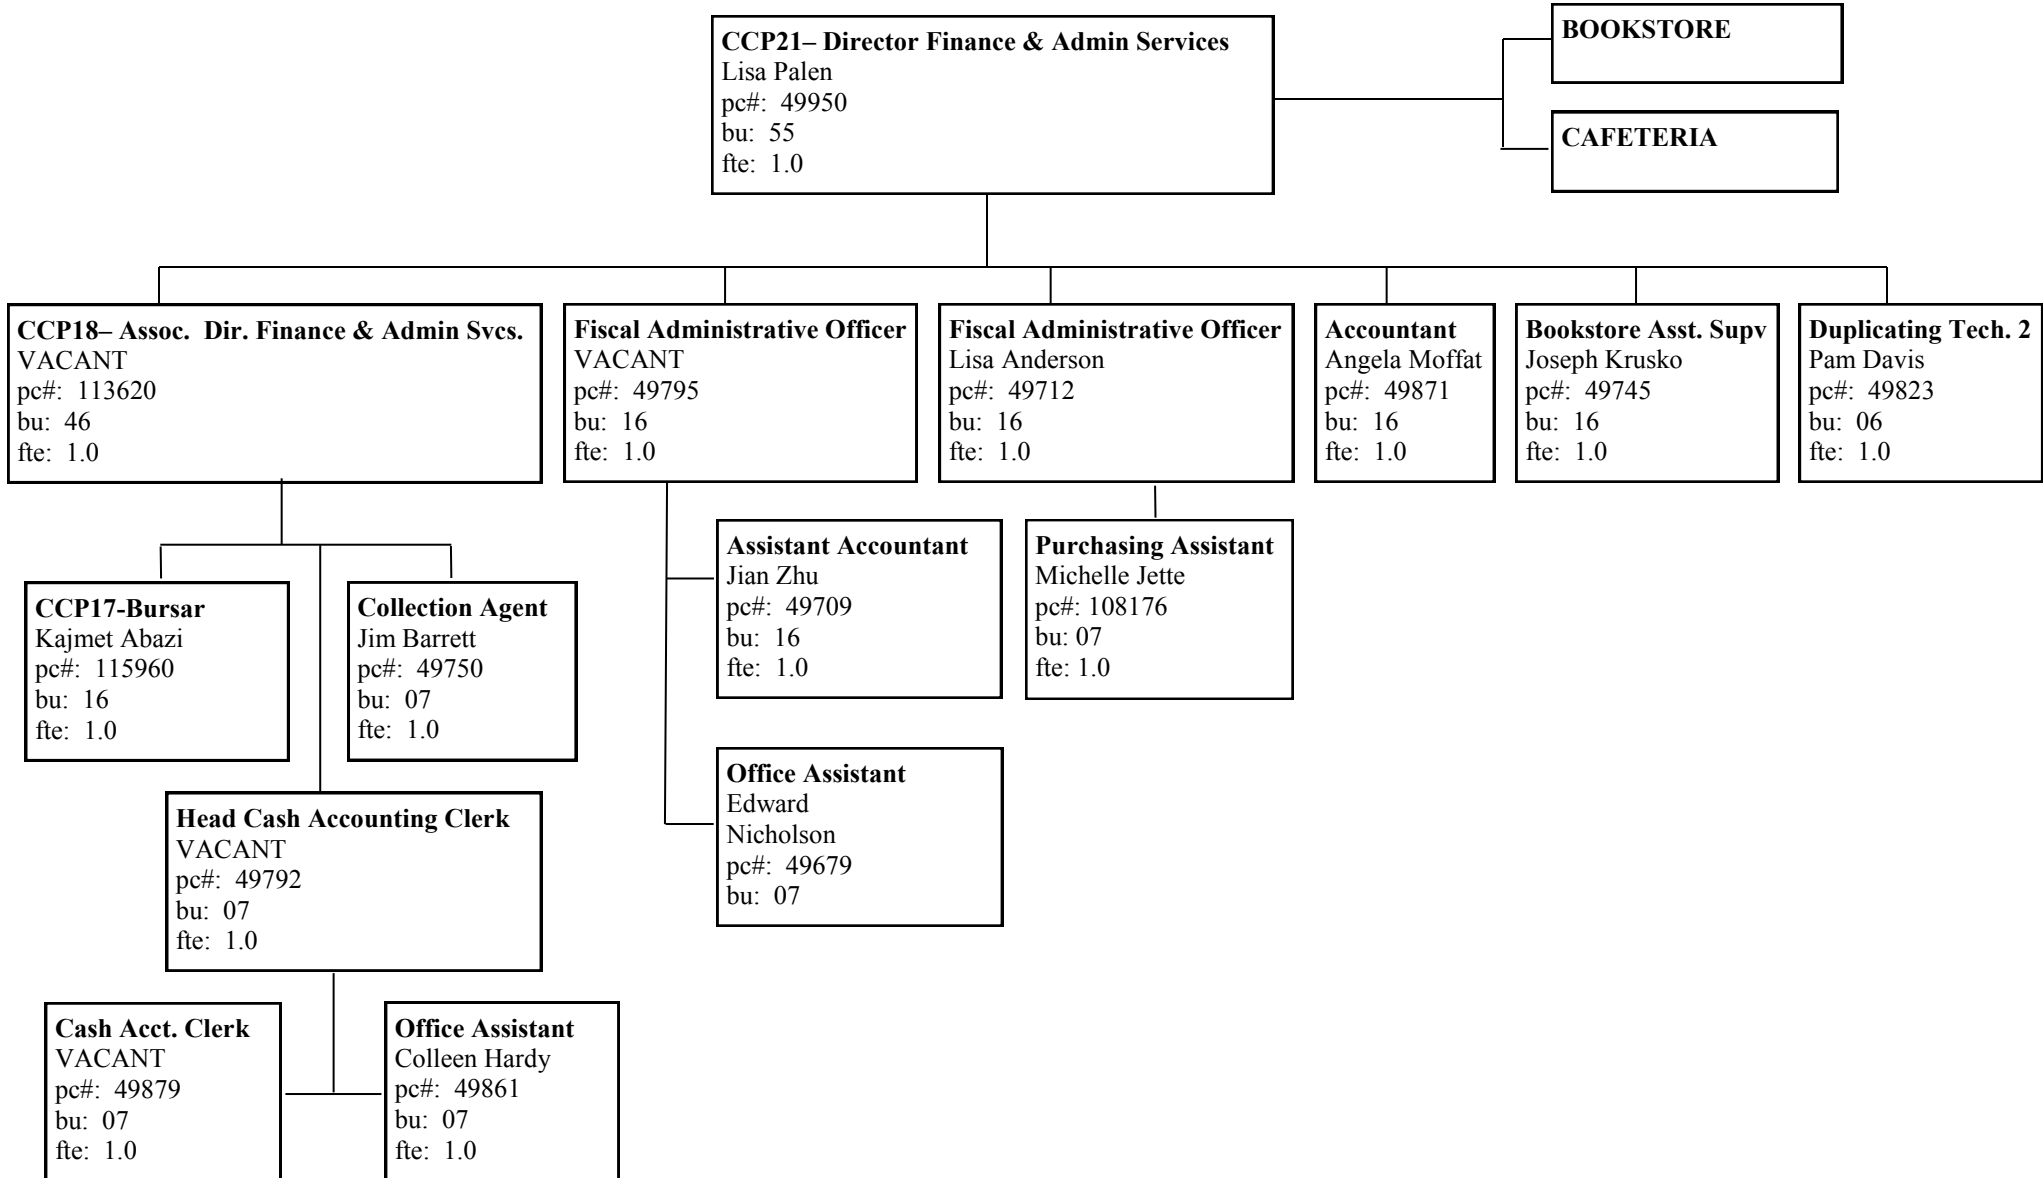 CCP21– Director Finance & Admin Services
Lisa Palen
pc#: 49950
bu: 55
fte: 1.0
BOOKSTORE
CAFETERIA
CCP18– Assoc. Dir. Finance & Admin Svcs.
VACANT
pc#: 113620
bu: 46
fte: 1.0
Fiscal Administrative Officer
VACANT
pc#: 49795
bu: 16
fte: 1.0
Fiscal Administrative Officer
Lisa Anderson
pc#: 49712
bu: 16
fte: 1.0
Accountant
Angela Moffat
pc#: 49871
bu: 16
fte: 1.0
Bookstore Asst. Supv
Joseph Krusko
pc#: 49745
bu: 16
fte: 1.0
Duplicating Tech. 2
Pam Davis
pc#: 49823
bu: 06
fte: 1.0
Assistant Accountant
Jian Zhu
pc#: 49709
bu: 16
fte: 1.0
Purchasing Assistant
Michelle Jette
pc#: 108176
bu: 07
fte: 1.0
CCP17-Bursar
Kajmet Abazi
pc#: 115960
bu: 16
fte: 1.0
Collection Agent
Jim Barrett
pc#: 49750
bu: 07
fte: 1.0
Office Assistant
Edward
Nicholson
pc#: 49679
bu: 07
Head Cash Accounting Clerk
VACANT
pc#: 49792
bu: 07
fte: 1.0
Cash Acct. Clerk
VACANT
pc#: 49879
bu: 07
fte: 1.0
Office Assistant
Colleen Hardy
pc#: 49861
bu: 07
fte: 1.0